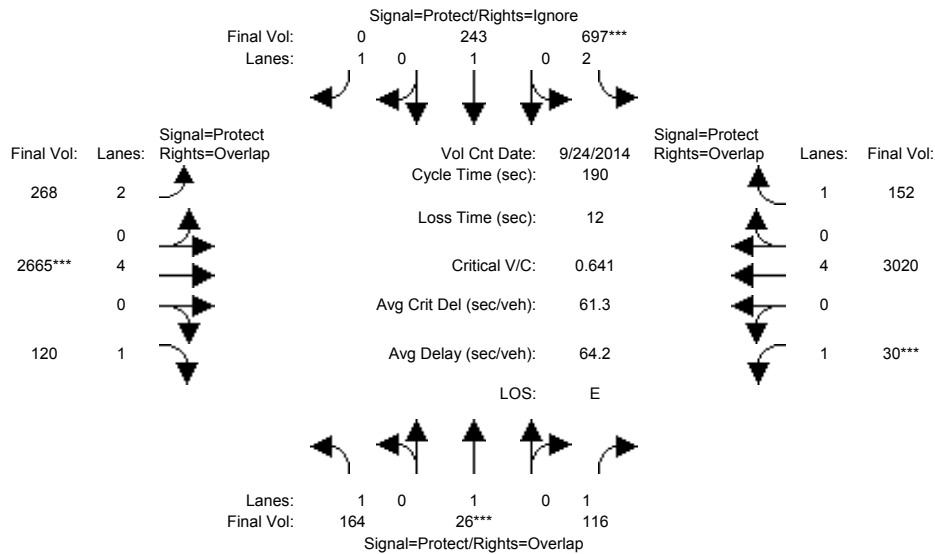 Signal=Protect/Rights=Ignore
Final Vol: 0 243 697***
Lanes: 1 0 1 0 2
Signal=Protect Signal=Protect
Final Vol: Lanes: Rights=Overlap Vol Cnt Date: 9/24/2014 Rights=Overlap Lanes: Final Vol:
Cycle Time (sec): 190
268 2 1 152
Loss Time (sec): 12
0 0
2665*** 4 Critical V/C: 0.641 4 3020
0 Avg Crit Del (sec/veh): 61.3 0
120 1 Avg Delay (sec/veh): 64.2 1 30***
LOS: E
Lanes: 1 0 1 0 1
Final Vol: 164 26*** 116
Signal=Protect/Rights=Overlap